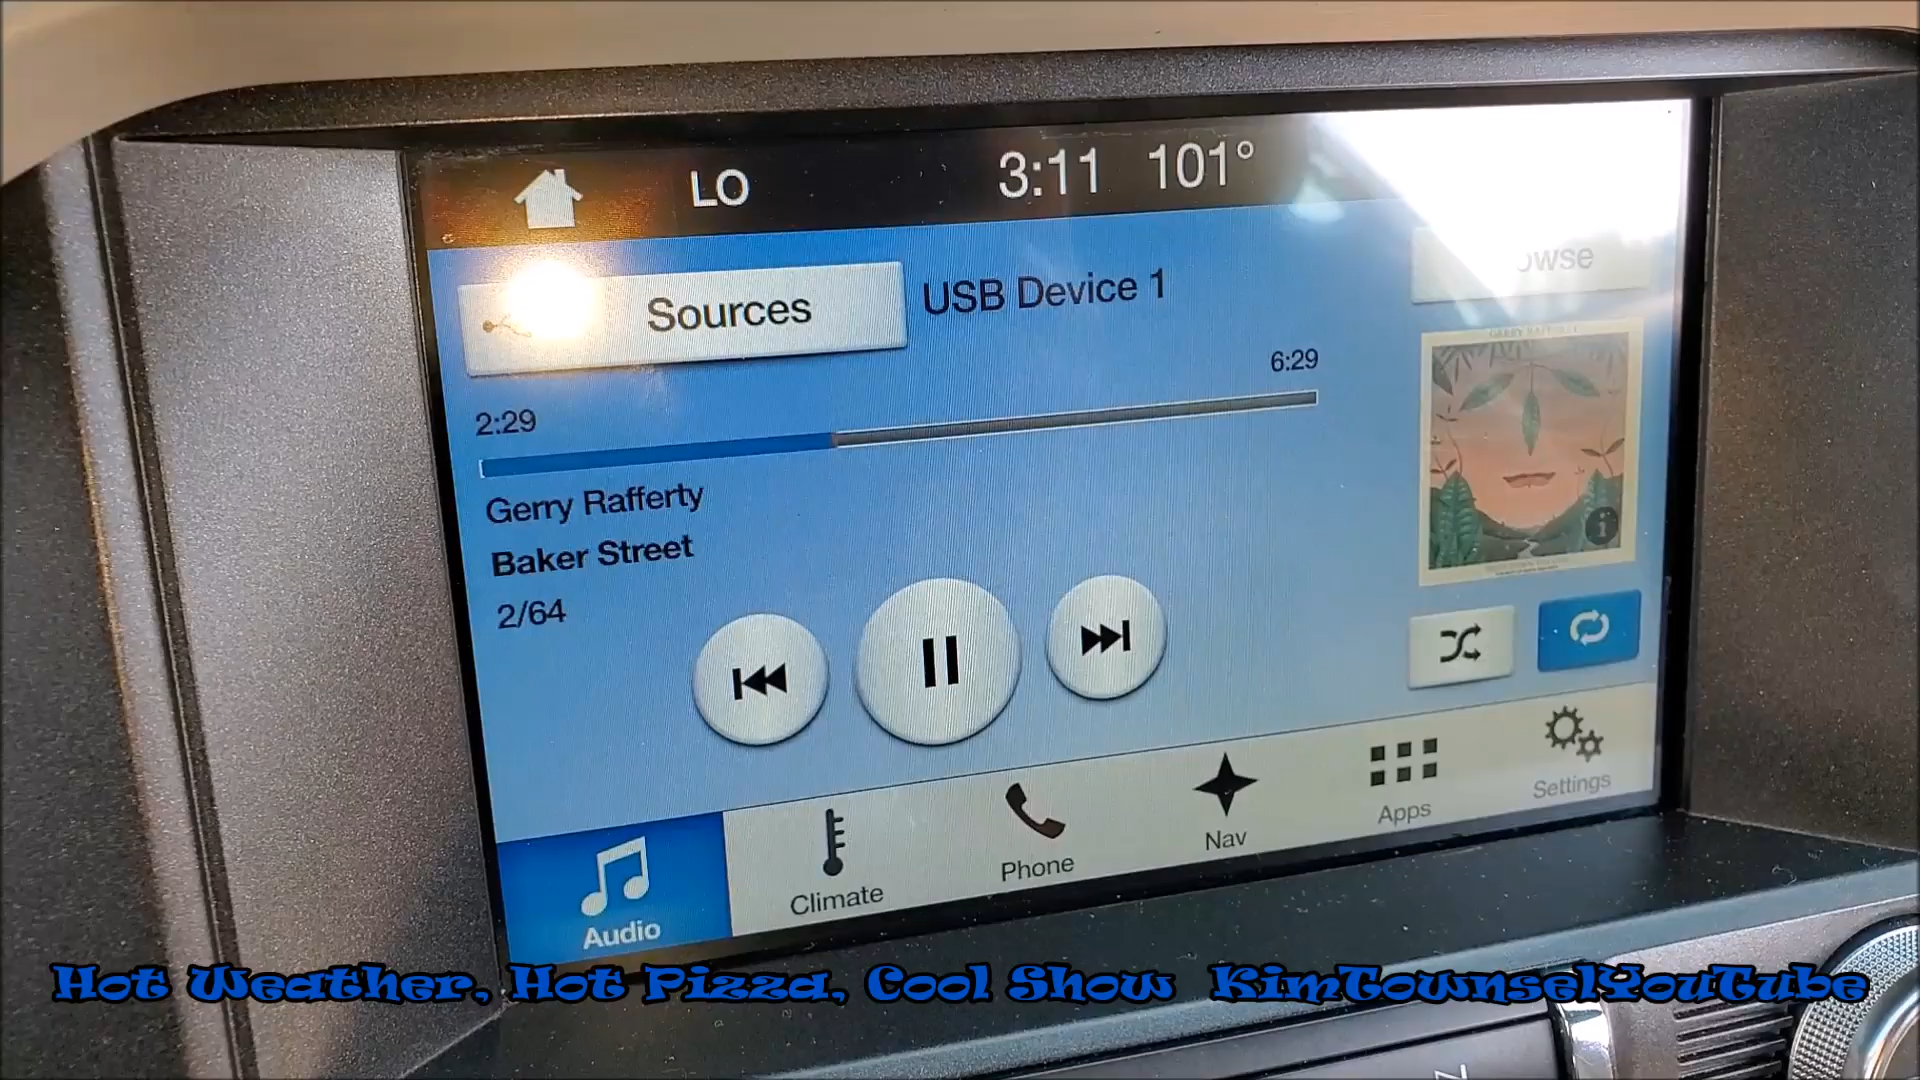 LO 3:11 101°
Sources USB Device 1
2:29 6:29
Gerry Rafferty
Baker Street
2/64
Audio Climate Phone Nav Apps Settings
Hot Weather, Hot Pizza, Cool Show KimTownselYouTube